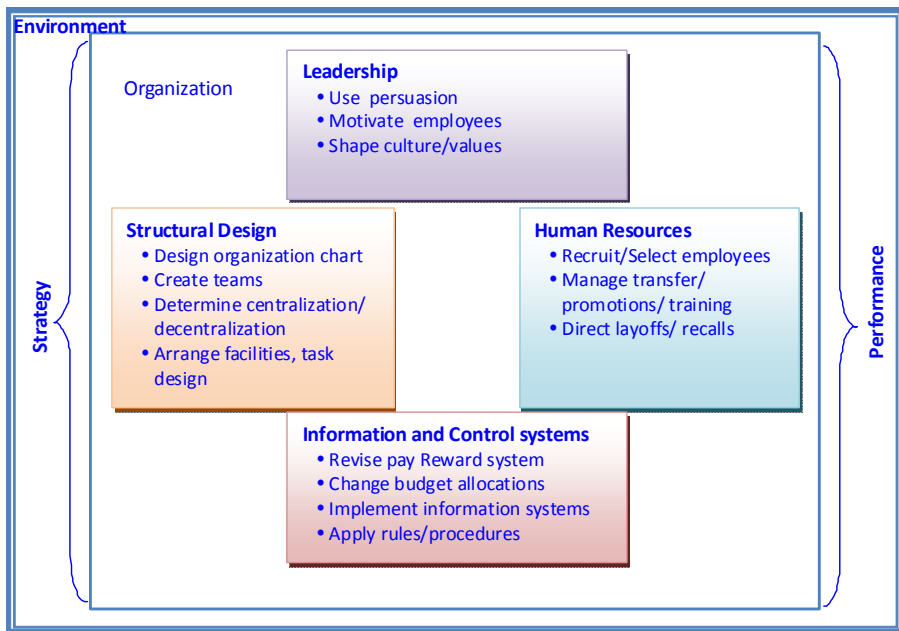 Environment
Organization
Leadership
• Use persuasion
• Motivate employees
• Shape culture/values
Strategy
Structural Design
• Design organization chart
• Create teams
• Determine centralization/
decentralization
• Arrange facilities, task
design
Human Resources
• Recruit/Select employees
• Manage transfer/
promotions/ training
• Direct layoffs/ recalls
Performance
Information and Control systems
• Revise pay Reward system
• Change budget allocations
• Implement information systems
• Apply rules/procedures